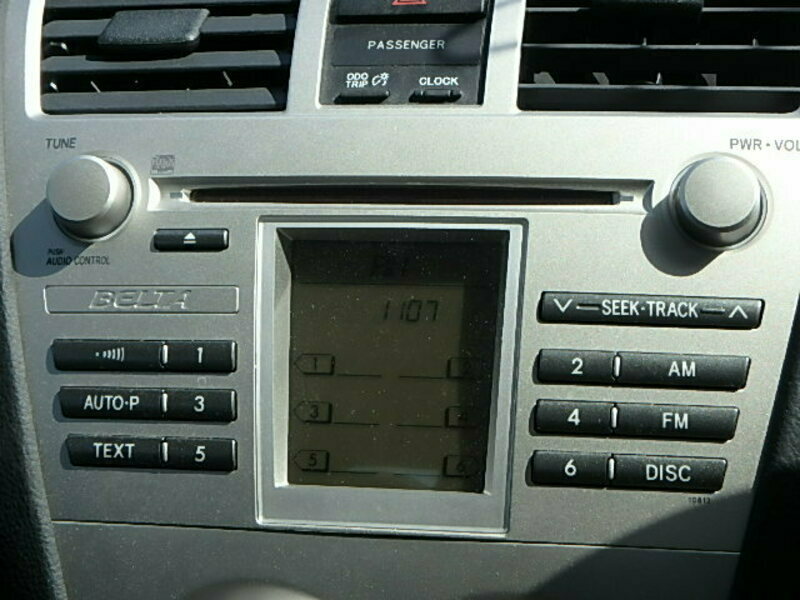 PASSENGER
ODO TRIP
CLOCK
TUNE
PWR·VOL
PUSH
AUDIO CONTROL
BELTA
1107
SEEK·TRACK
1
2
AM
1
2
AUTO·P
3
4
FM
3
4
TEXT
5
6
DISC
5
6